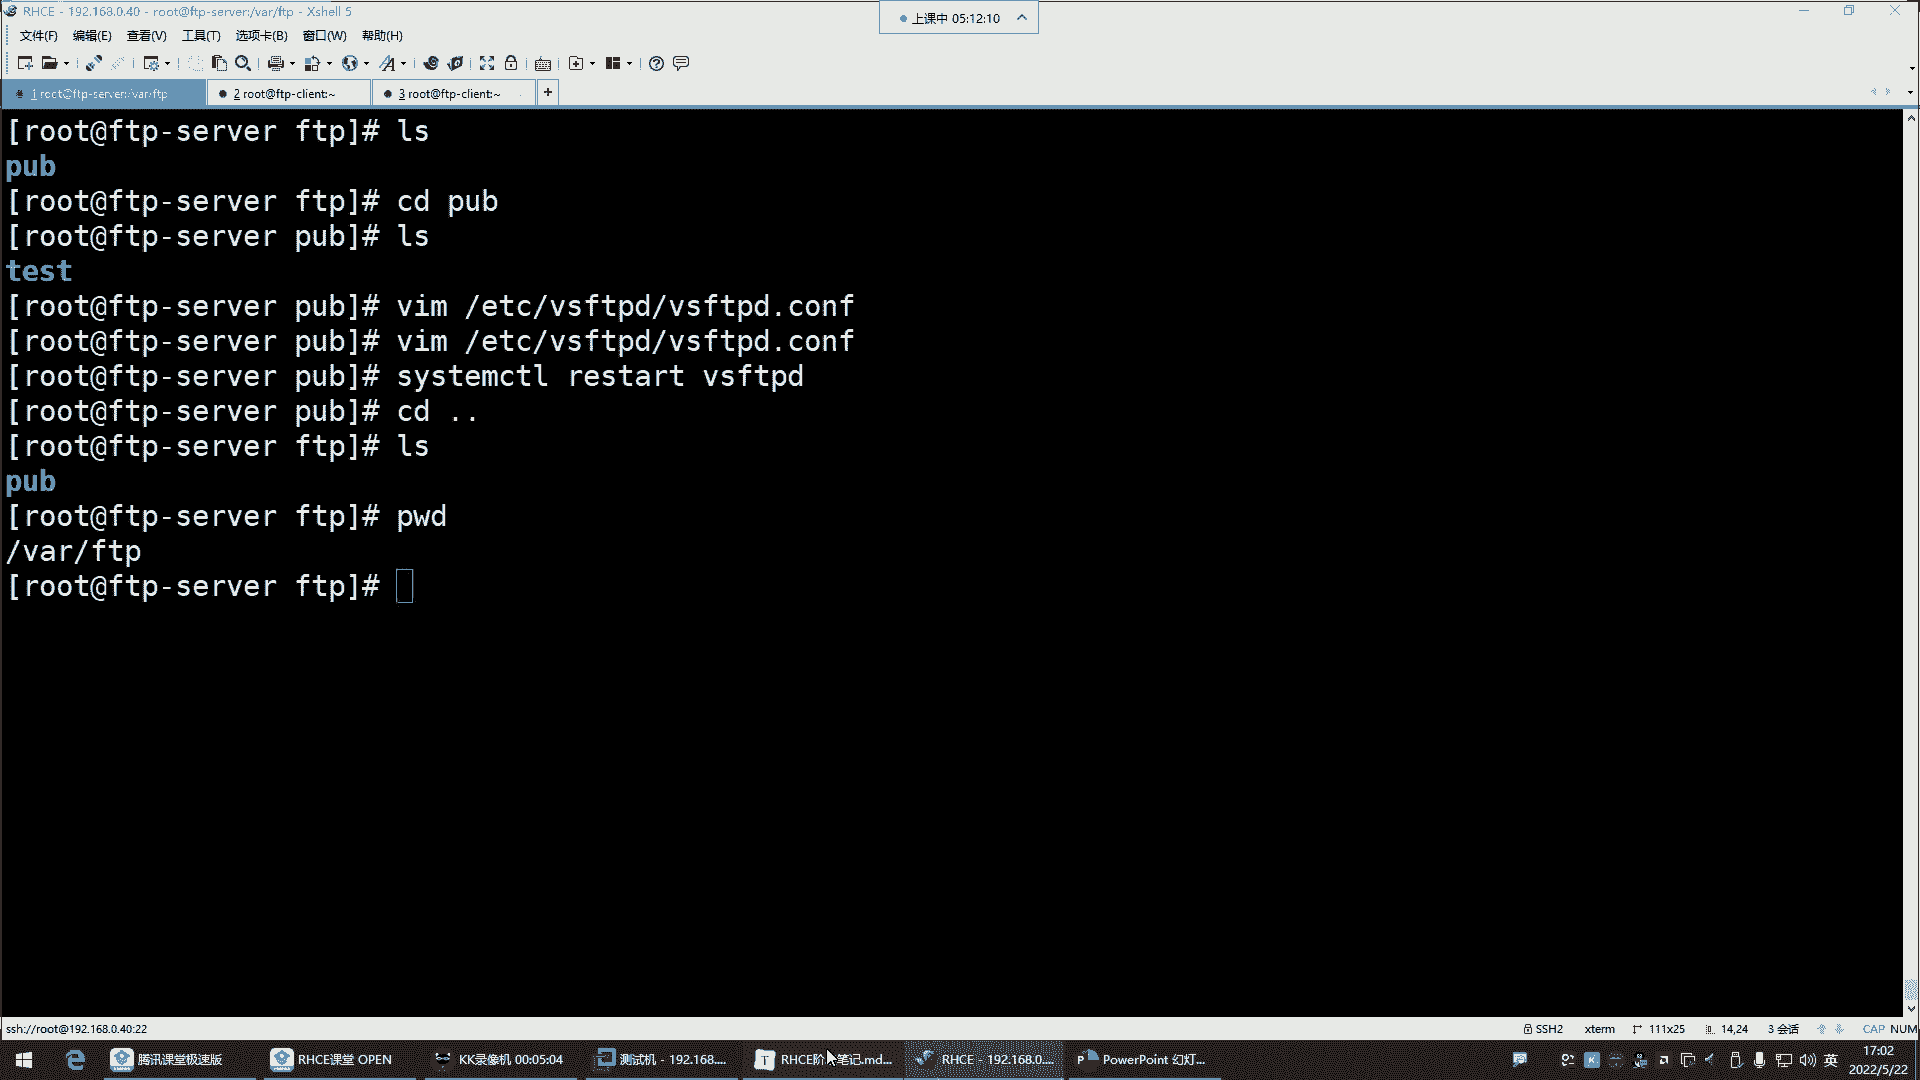 RHCE - 192.168.0.40 - root@ftp-server:/var/ftp - Xshell 5
上课中 05:12:10
文件(F) 编辑(E) 查看(V) 工具(T) 选项卡(B) 窗口(W) 帮助(H)
1 root@ftp-server:/var/ftp 2 root@ftp-client:~ 3 root@ftp-client:~ +
[root@ftp-server ftp]# ls
pub
[root@ftp-server ftp]# cd pub
[root@ftp-server pub]# ls
test
[root@ftp-server pub]# vim /etc/vsftpd/vsftpd.conf
[root@ftp-server pub]# vim /etc/vsftpd/vsftpd.conf
[root@ftp-server pub]# systemctl restart vsftpd
[root@ftp-server pub]# cd ..
[root@ftp-server ftp]# ls
pub
[root@ftp-server ftp]# pwd
/var/ftp
[root@ftp-server ftp]#
ssh://root@192.168.0.40:22 SSH2 xterm 111x25 14,24 3 会话 CAP NUM
腾讯课堂极速版 RHCE课堂 OPEN KK录像机 00:05:04 测试机 - 192.168.... RHCE阶 笔记.md... RHCE - 192.168.0.... PowerPoint 幻灯... 英 17:02
2022/5/22